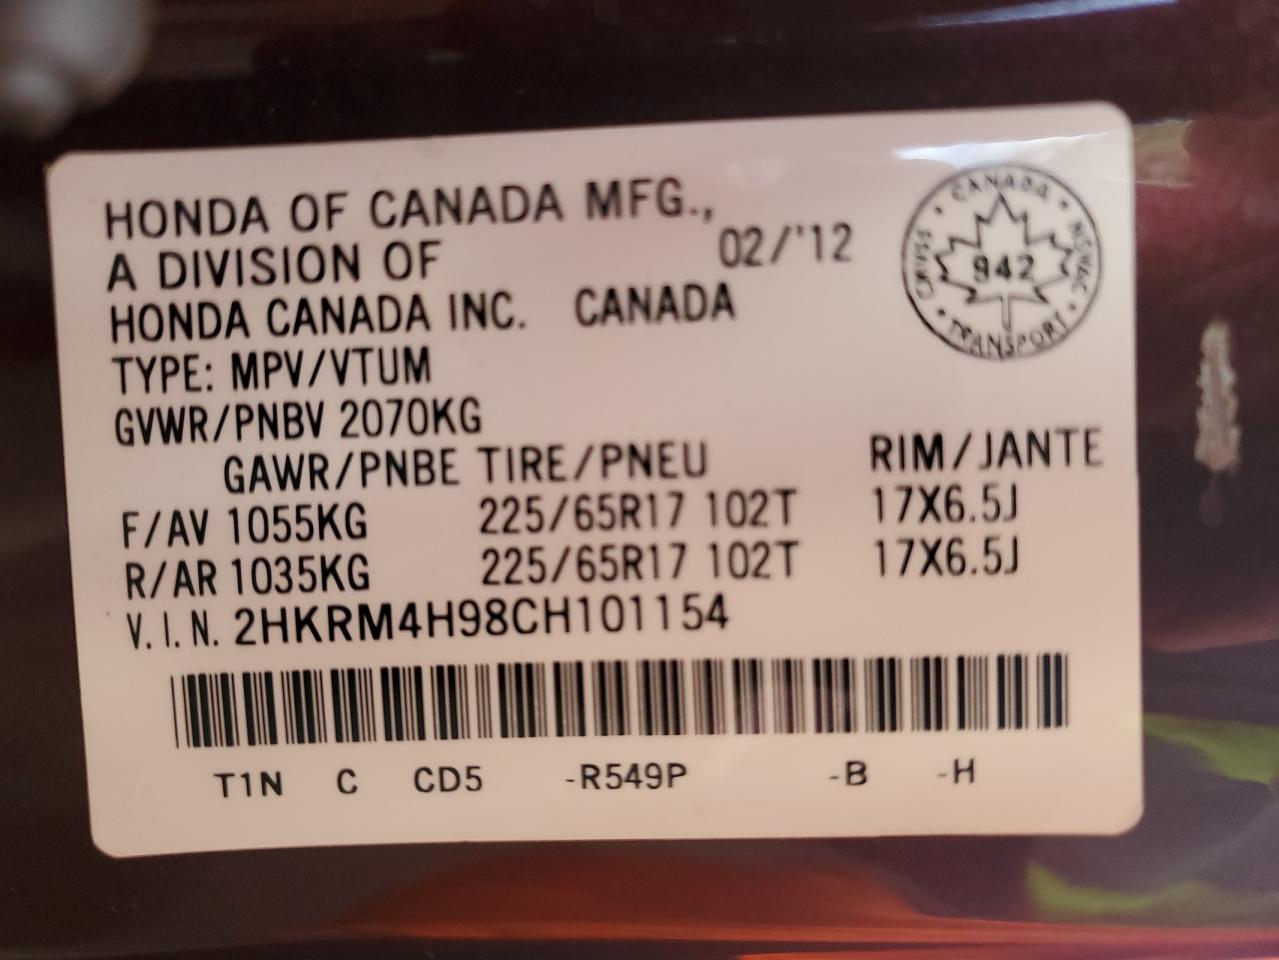 HONDA OF CANADA MFG.,
A DIVISION OF 02/'12
HONDA CANADA INC. CANADA
CANADA • NSVAC • TRANSPORT •
942
TYPE: MPV/VTUM
GVWR/PNBV 2070KG
GAWR/PNBE TIRE/PNEU RIM/JANTE
F/AV 1055KG 225/65R17 102T 17X6.5J
R/AR 1035KG 225/65R17 102T 17X6.5J
V.I.N. 2HKRM4H98CH101154
T1N C CD5 -R549P -B -H